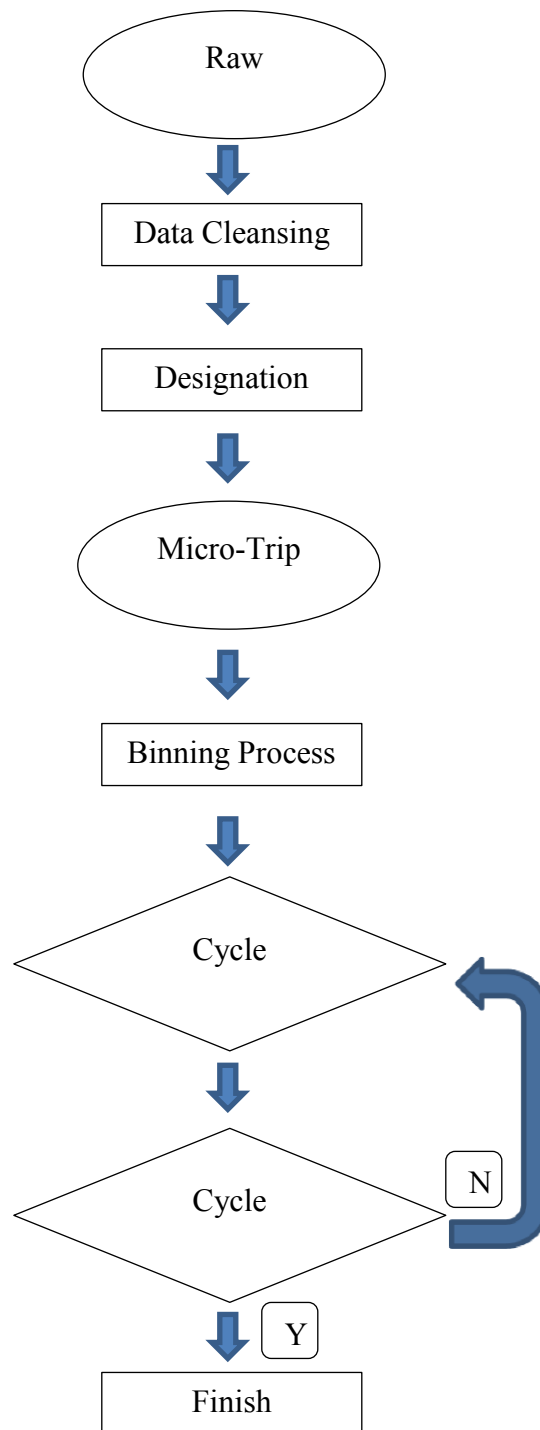 Raw
Data Cleansing
Designation
Micro-Trip
Binning Process
Cycle
Cycle
N
Y
Finish